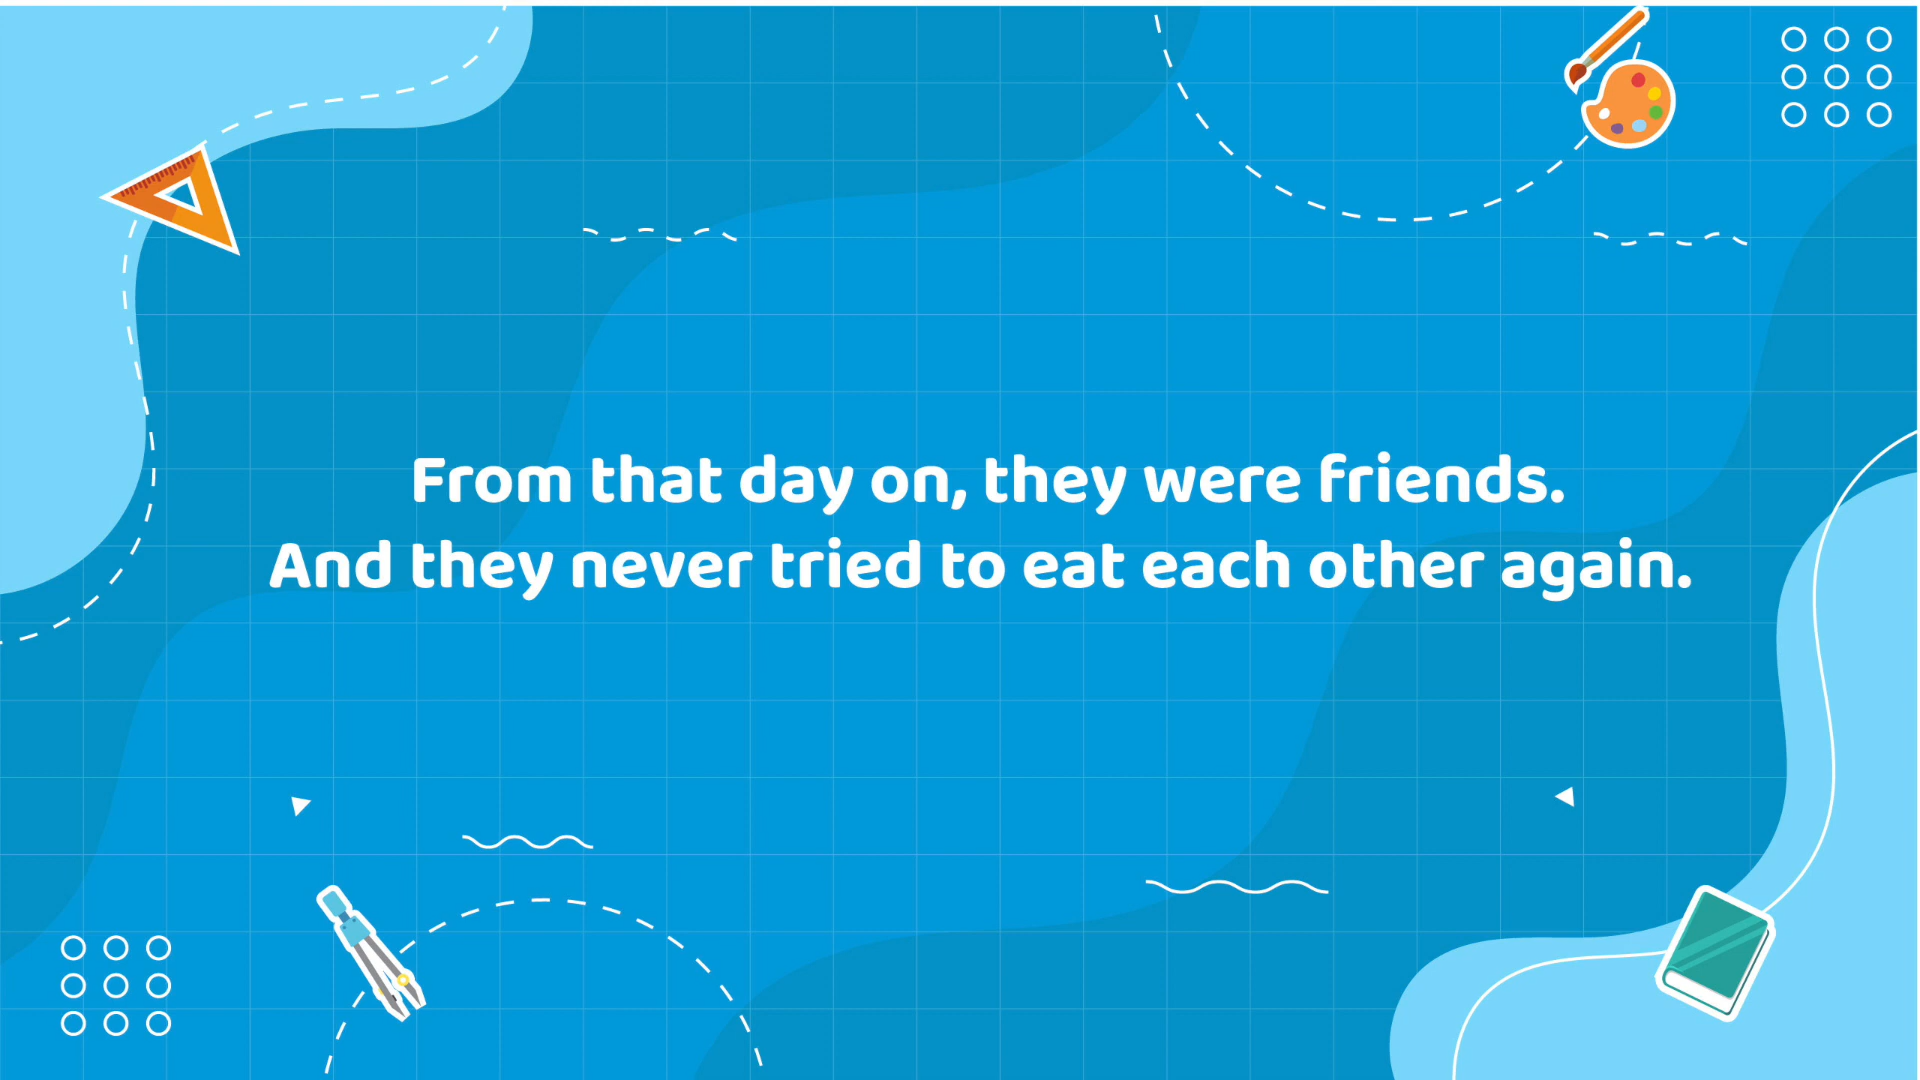 From that day on, they were friends.
And they never tried to eat each other again.